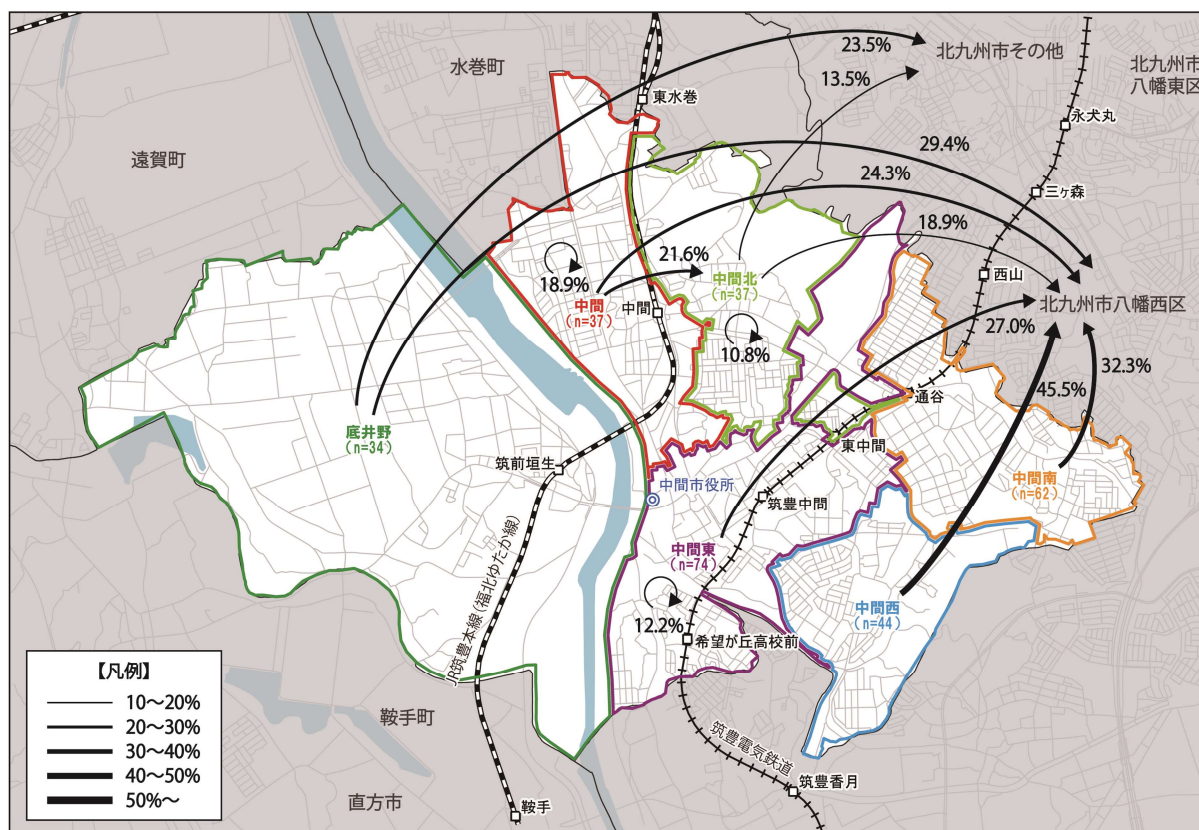 水巻町
東水巻
23.5%
北九州市その他
13.5%
北九州市
八幡東区
永犬丸
遠賀町
29.4%
24.3%
三ヶ森
18.9%
21.6%
18.9%
中間
(n=37)
中間
中間北
(n=37)
西山
北九州市八幡西区
10.8%
27.0%
32.3%
45.5%
通谷
底井野
(n=34)
東中間
筑前垣生
中間市役所
筑豊中間
中間南
(n=62)
中間東
(n=74)
中間西
(n=44)
12.2%
希望が丘高校前
JR筑豊本線(福北ゆたか線)
【凡例】
10～20%
20～30%
30～40%
40～50%
50%～
鞍手町
直方市
鞍手
筑豊電気鉄道
筑豊香月